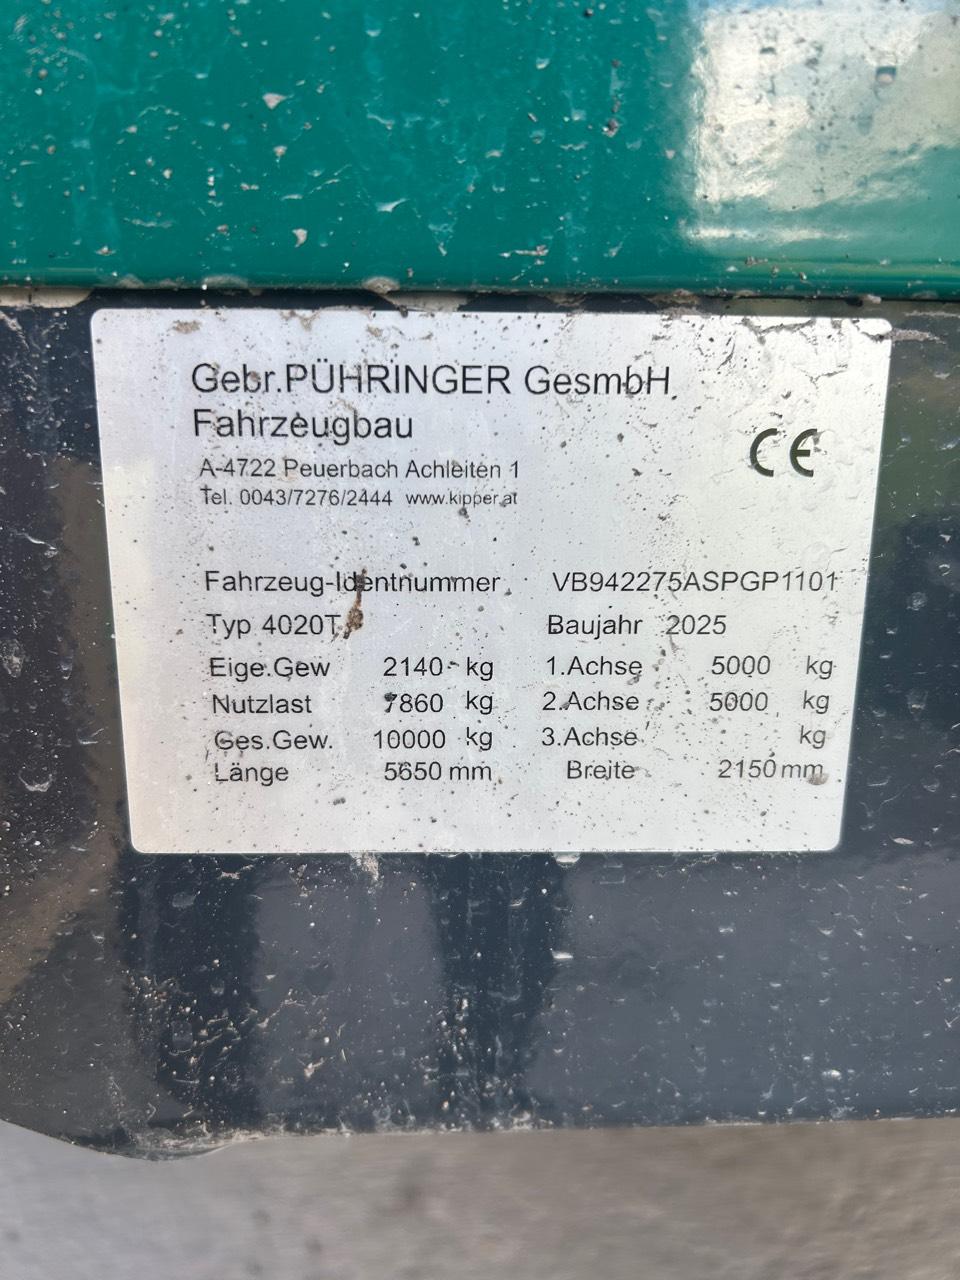 Gebr.PÜHRINGER GesmbH
Fahrzeugbau
CE
A-4722 Peuerbach Achleiten 1
Tel. 0043/7276/2444 www.kipper.at
Fahrzeug-Identnummer VB942275ASPGP1101
Typ 4020T Baujahr 2025
Eige.Gew 2140 kg 1.Achse 5000 kg
Nutzlast 7860 kg 2.Achse 5000 kg
Ges.Gew. 10000 kg 3.Achse kg
Länge 5650 mm Breite 2150 mm